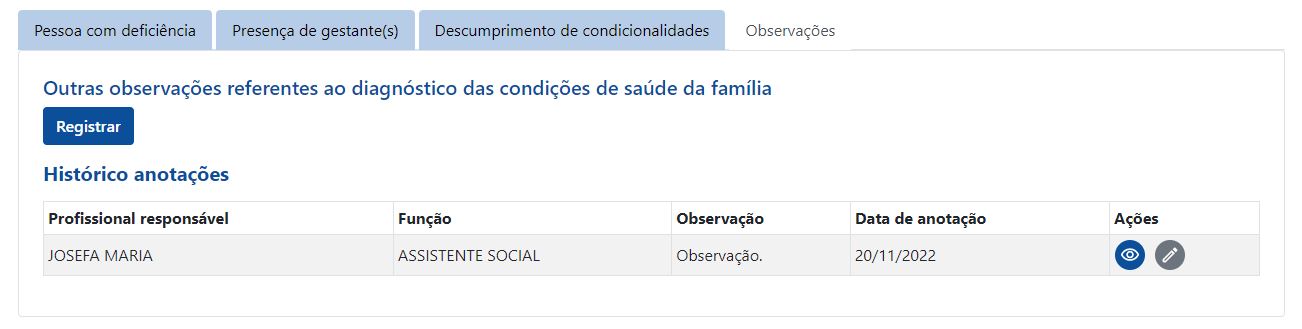 Pessoa com deficiência Presença de gestante(s) Descumprimento de condicionalidades Observações
Outras observações referentes ao diagnóstico das condições de saúde da família
Registrar
Histórico anotações
Profissional responsável Função Observação Data de anotação Ações
JOSEFA MARIA ASSISTENTE SOCIAL Observação. 20/11/2022